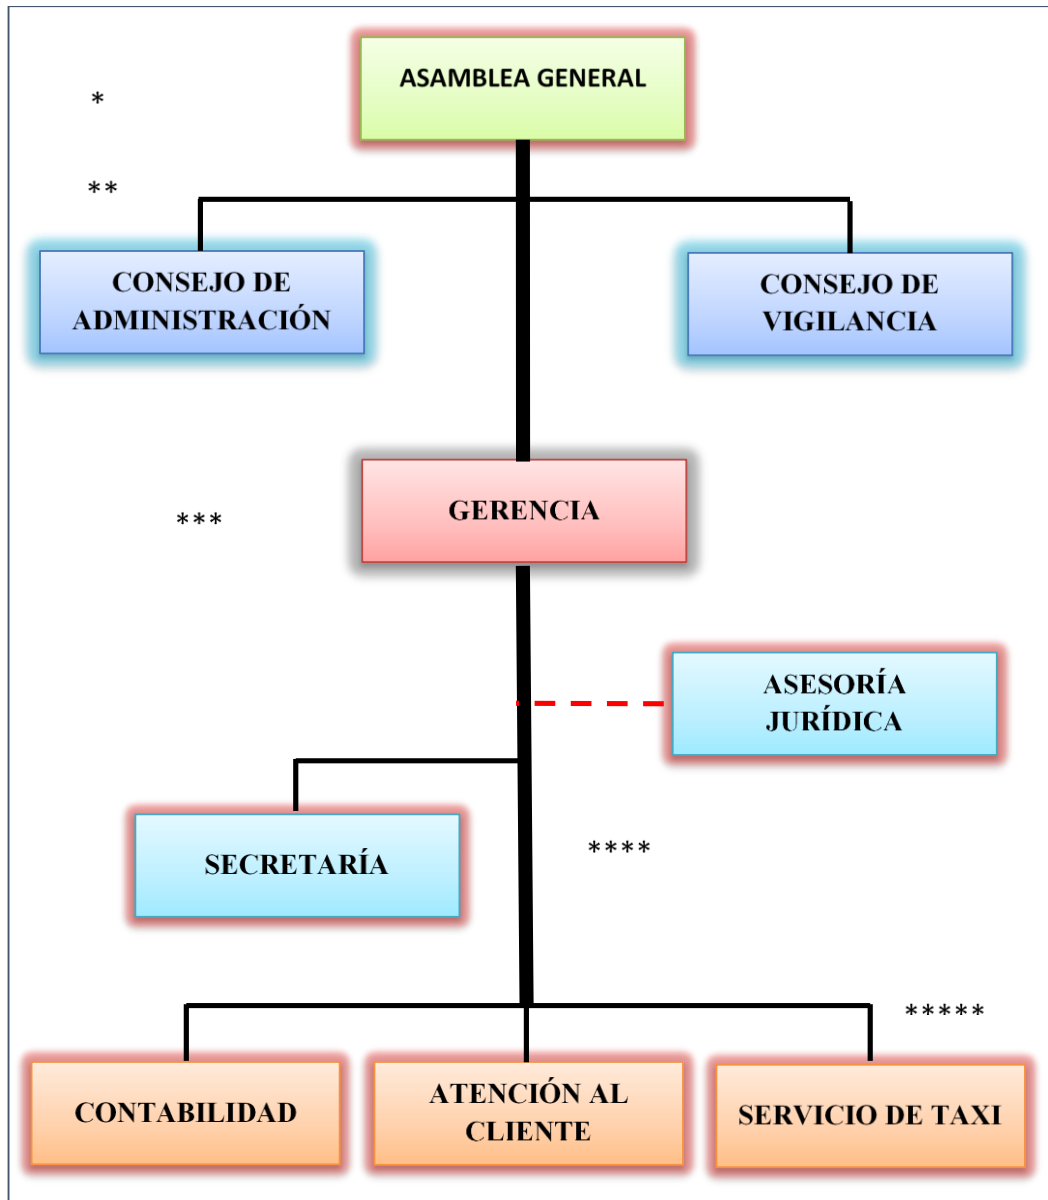 ASAMBLEA GENERAL
*
**
CONSEJO DE
ADMINISTRACIÓN
CONSEJO DE
VIGILANCIA
***
GERENCIA
ASESORÍA
JURÍDICA
SECRETARÍA
****
*****
CONTABILIDAD
ATENCIÓN AL
CLIENTE
SERVICIO DE TAXI